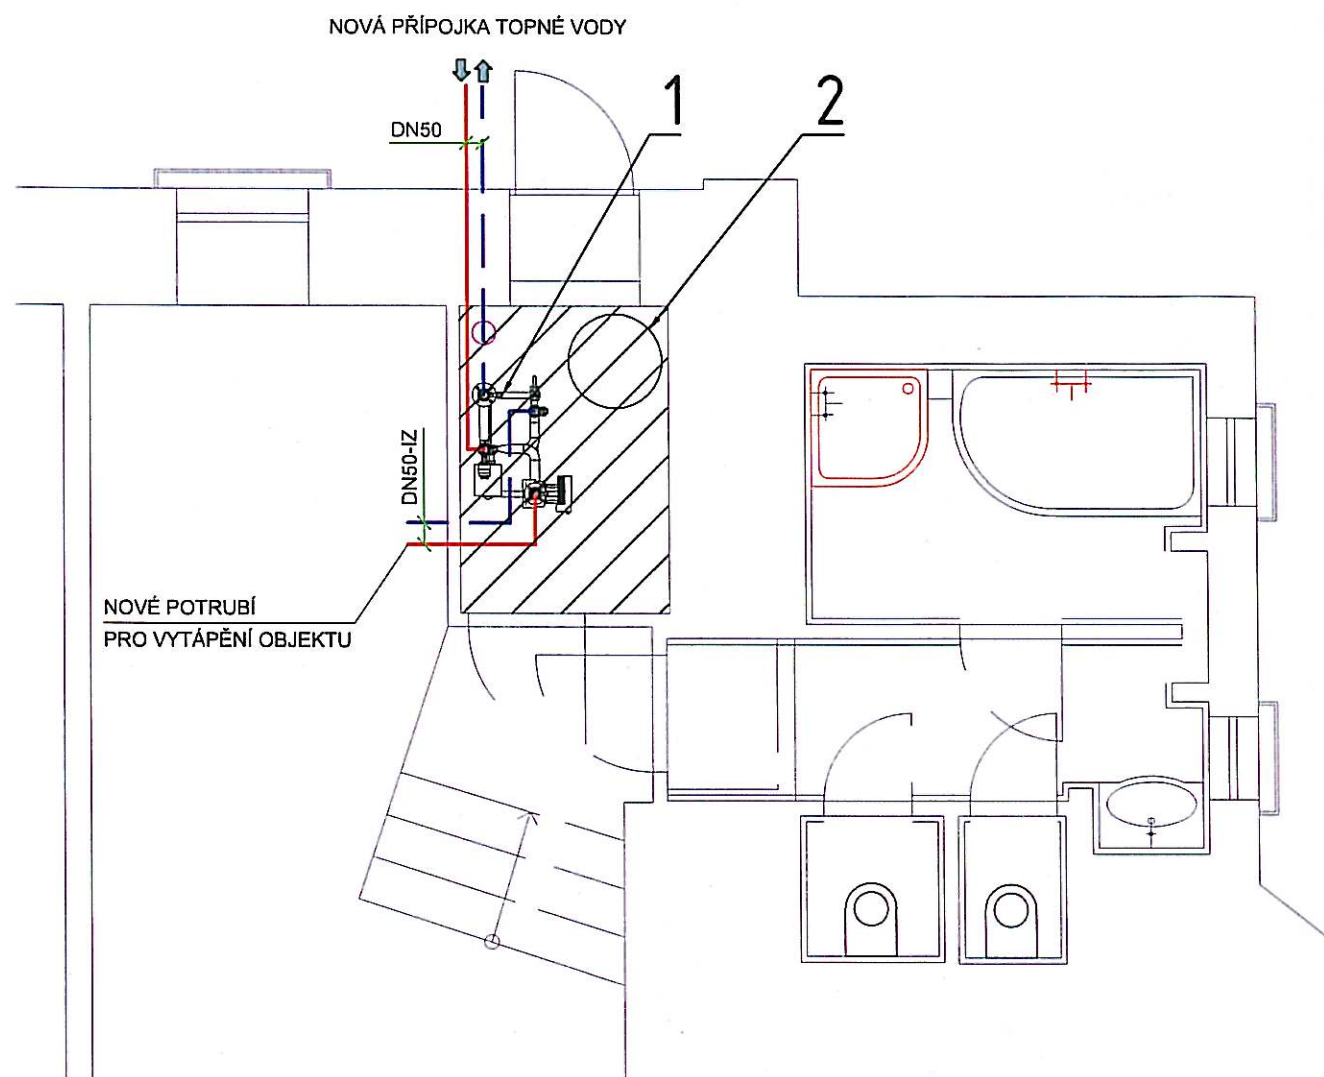 NOVÁ PŘÍPOJKA TOPNÉ VODY
1
2
DN50
DN50-IZ
NOVÉ POTRUBÍ
PRO VYTÁPĚNÍ OBJEKTU